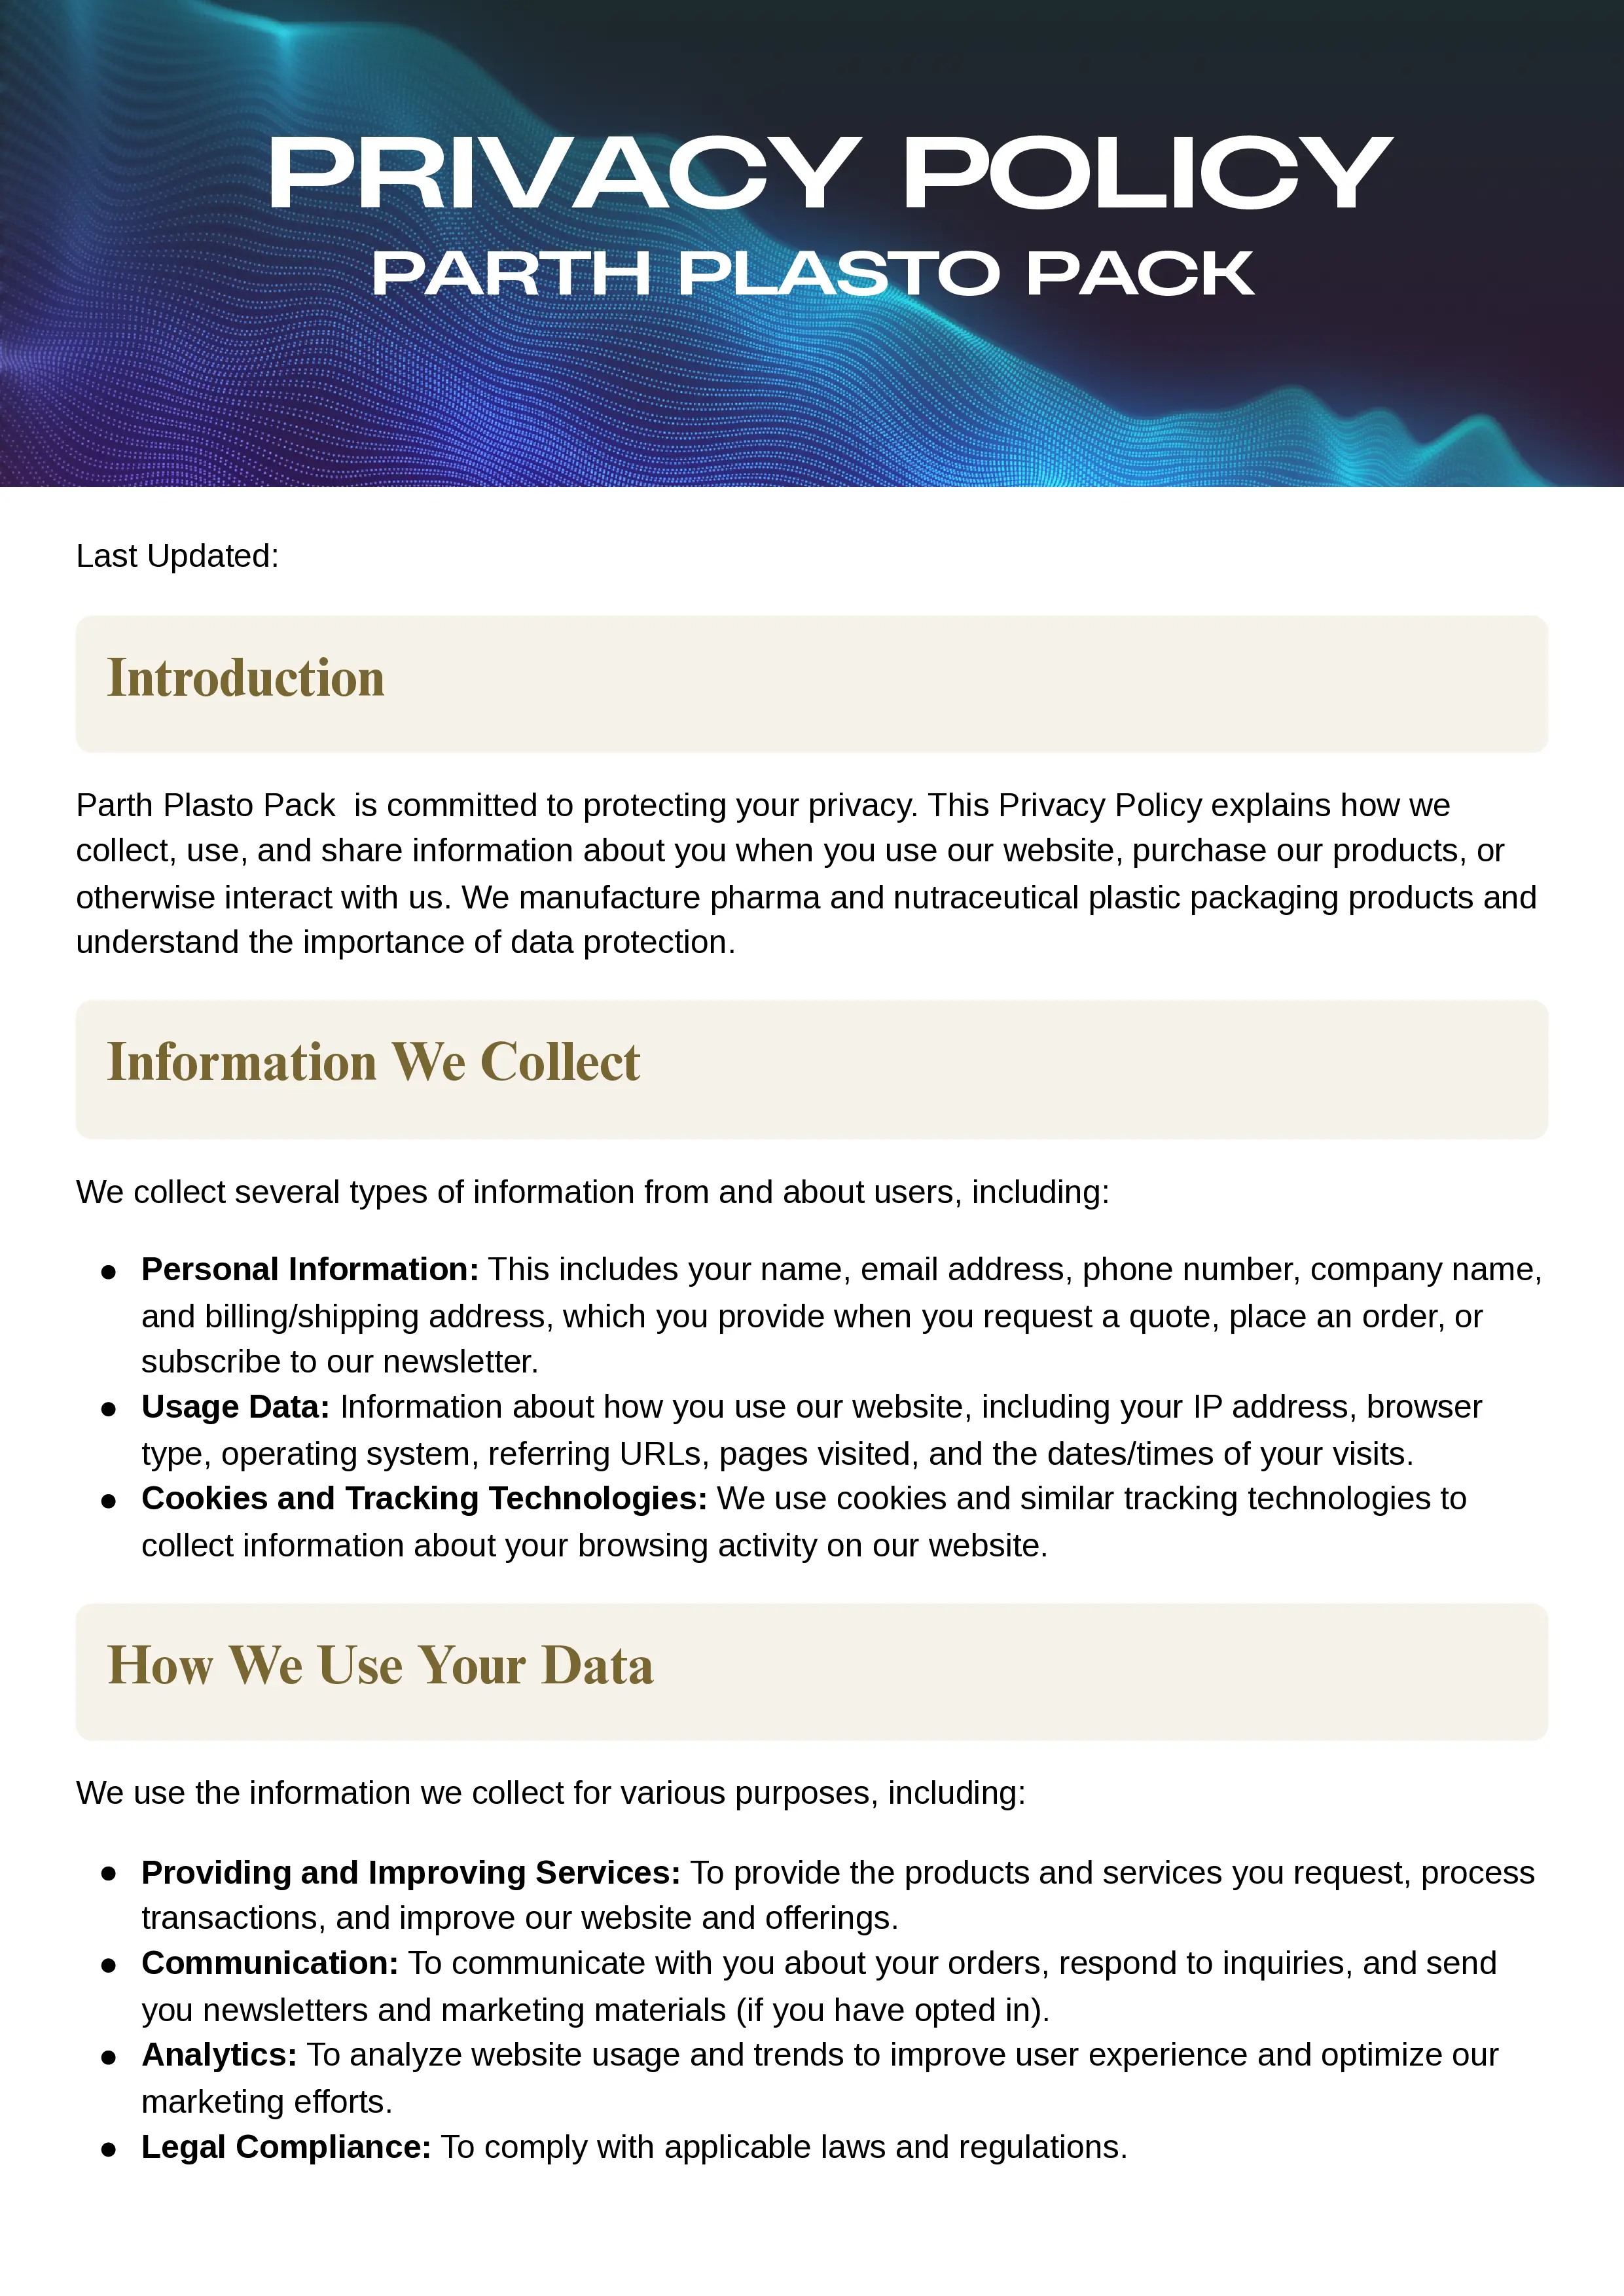 PRIVACY POLICY
PARTH PLASTO PACK
Last Updated:
Introduction
Parth Plasto Pack  is committed to protecting your privacy. This Privacy Policy explains how we
collect, use, and share information about you when you use our website, purchase our products, or
otherwise interact with us. We manufacture pharma and nutraceutical plastic packaging products and
understand the importance of data protection.
Information We Collect
We collect several types of information from and about users, including:
● Personal Information: This includes your name, email address, phone number, company name,
and billing/shipping address, which you provide when you request a quote, place an order, or
subscribe to our newsletter.
● Usage Data: Information about how you use our website, including your IP address, browser
type, operating system, referring URLs, pages visited, and the dates/times of your visits.
● Cookies and Tracking Technologies: We use cookies and similar tracking technologies to
collect information about your browsing activity on our website.
How We Use Your Data
We use the information we collect for various purposes, including:
● Providing and Improving Services: To provide the products and services you request, process
transactions, and improve our website and offerings.
● Communication: To communicate with you about your orders, respond to inquiries, and send
you newsletters and marketing materials (if you have opted in).
● Analytics: To analyze website usage and trends to improve user experience and optimize our
marketing efforts.
● Legal Compliance: To comply with applicable laws and regulations.